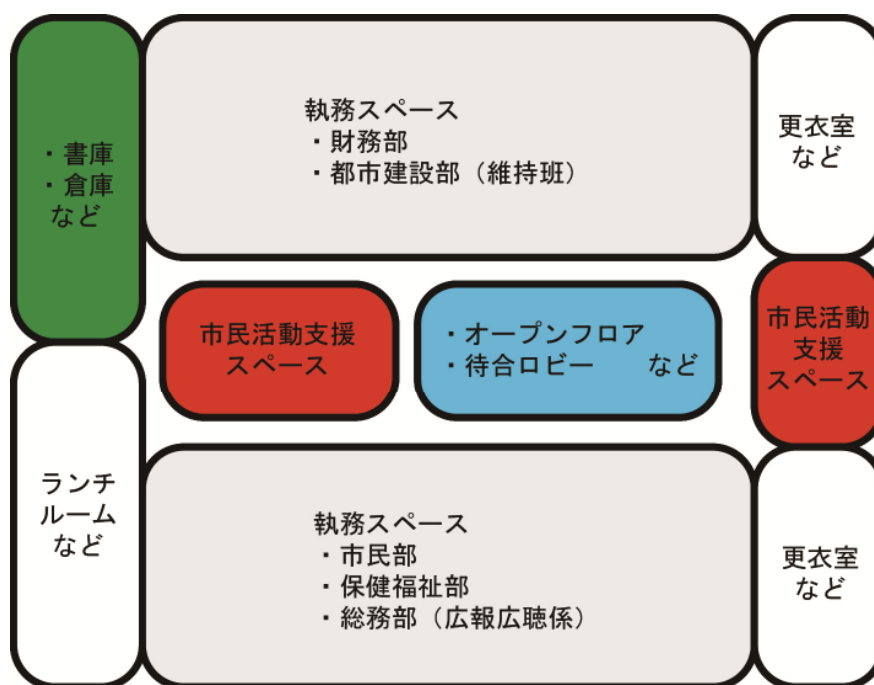 ・書庫
・倉庫
など
執務スペース
・財務部
・都市建設部（維持班）
更衣室
など
市民活動支援
スペース
・オープンフロア
・待合ロビー　など
市民活動
支援
スペース
ランチ
ルーム
など
執務スペース
・市民部
・保健福祉部
・総務部（広報広聴係）
更衣室
など